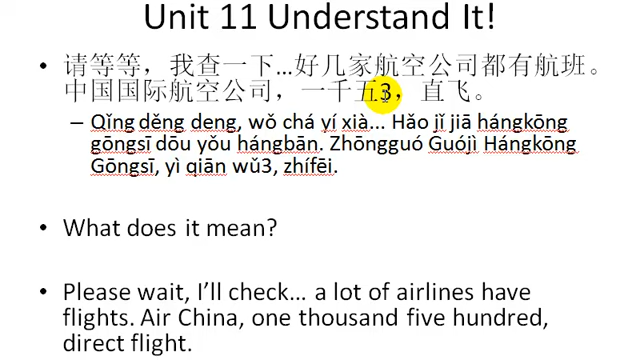 Unit 11 Understand It!
• 请等等，我查一下…好几家航空公司都有航班。
中国国际航空公司，一千五3，直飞。
– Qǐng děng deng, wǒ chá yí xià... Hǎo jǐ jiā hángkōng
gōngsī dōu yǒu hángbān. Zhōngguó Guójì Hángkōng
Gōngsī, yì qiān wǔ3, zhífēi.
• What does it mean?
• Please wait, I’ll check… a lot of airlines have
flights. Air China, one thousand five hundred,
direct flight.